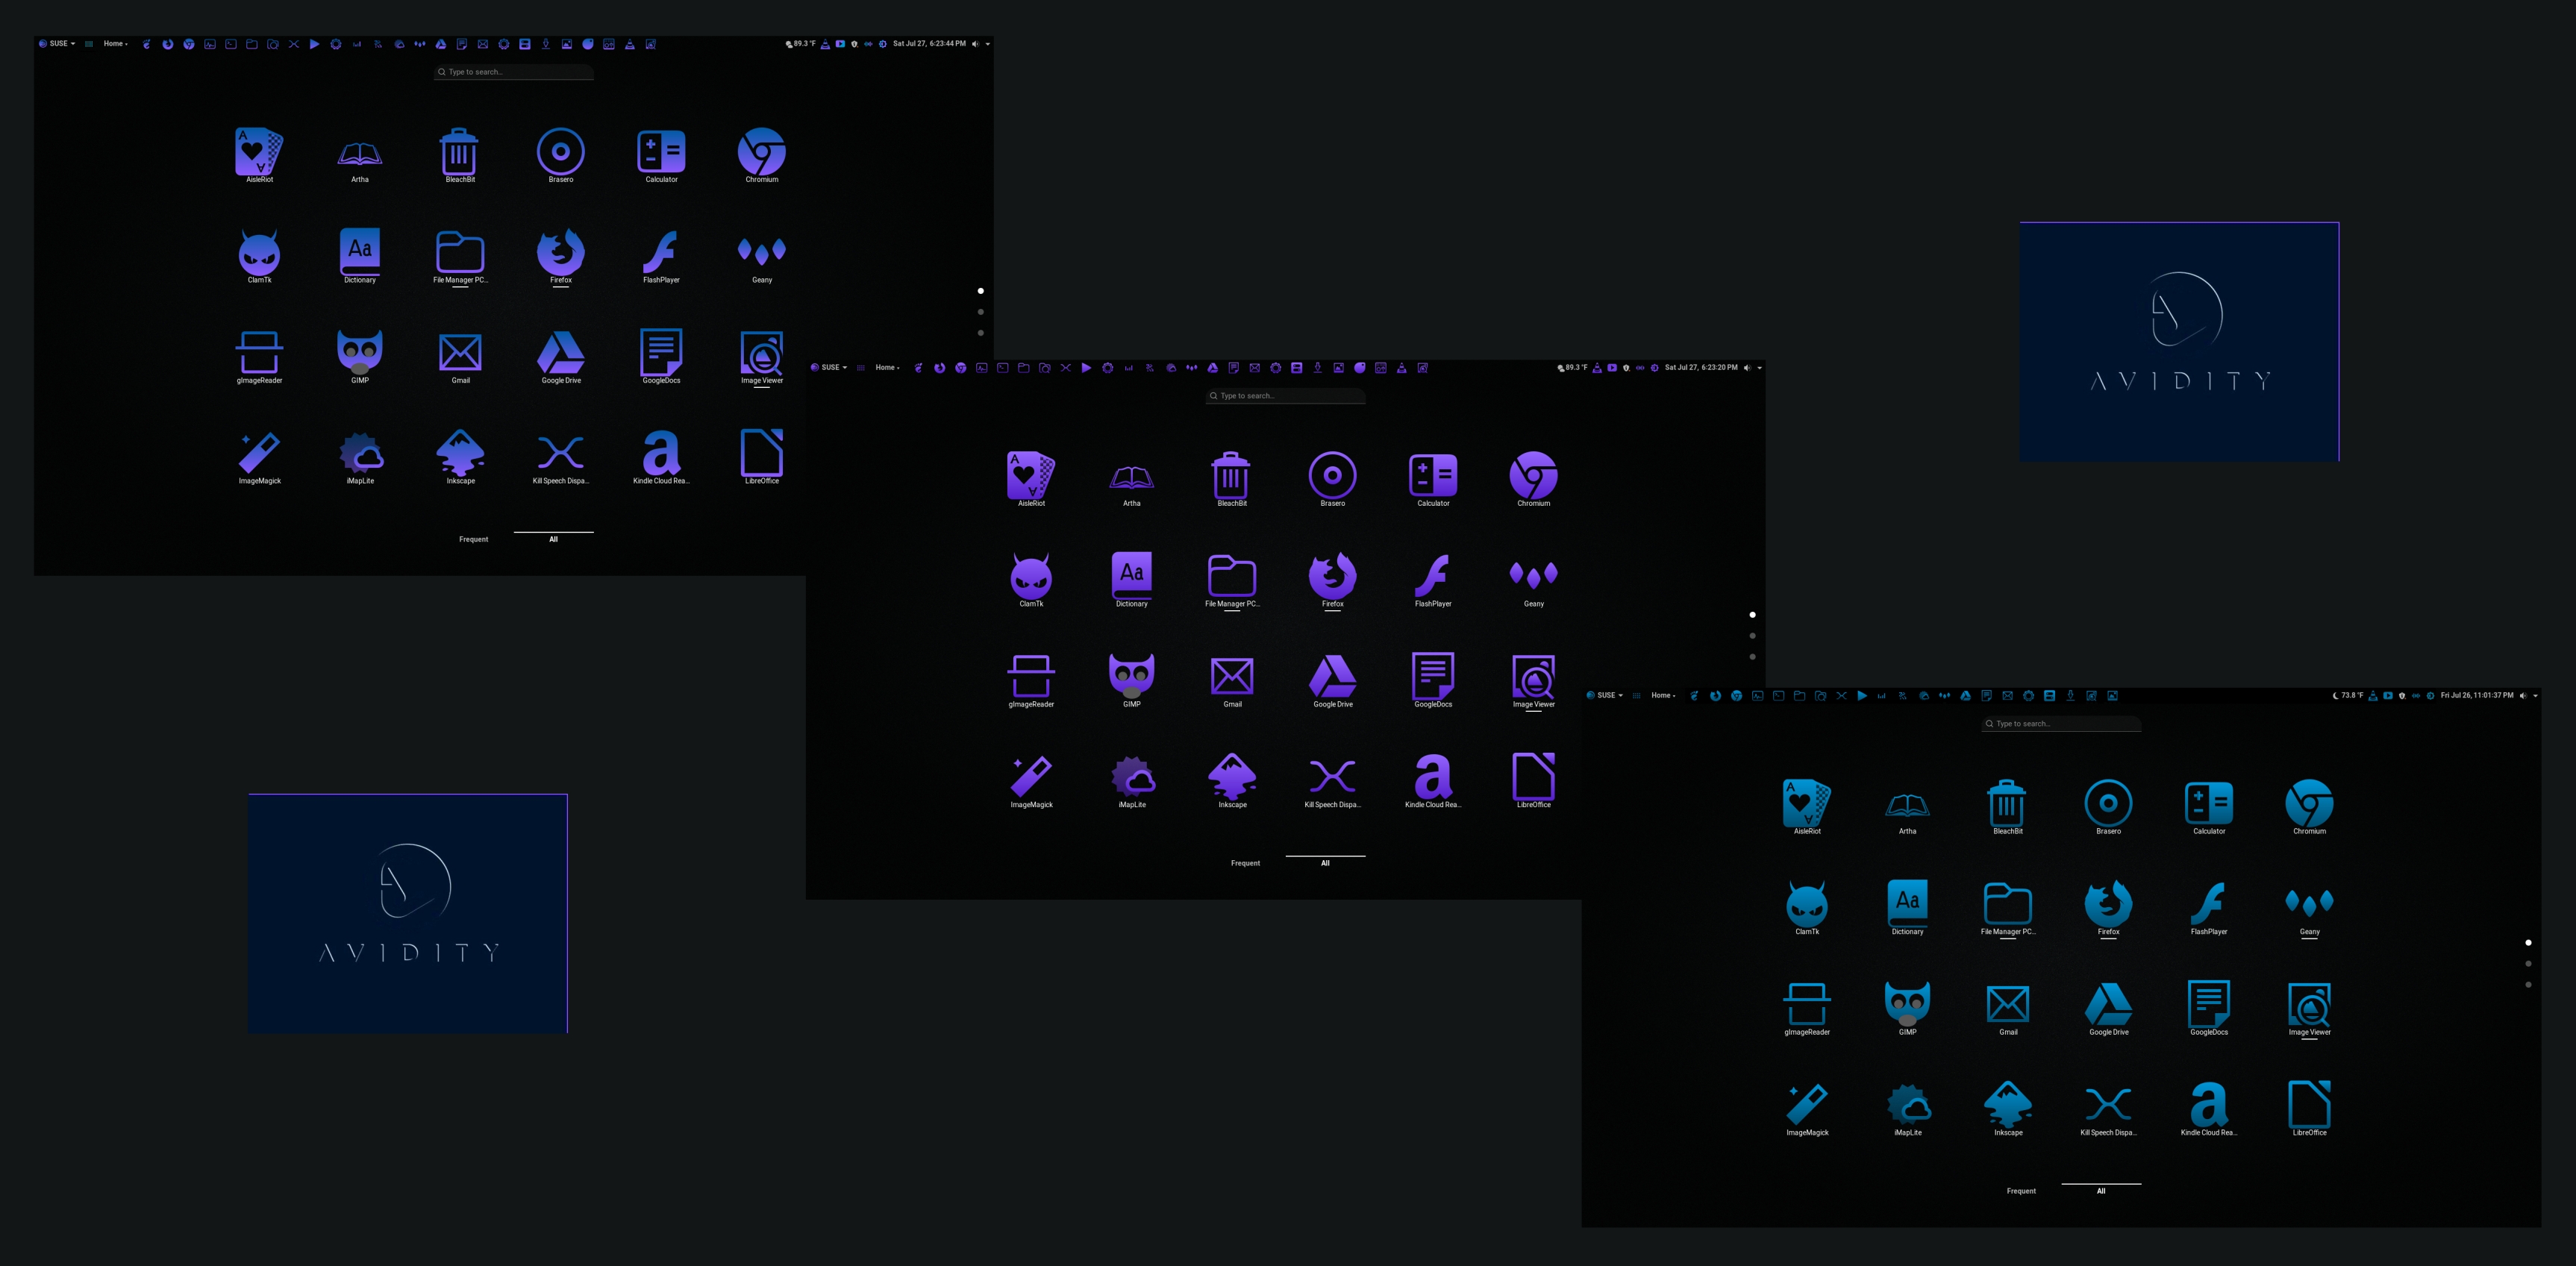 SUSE Home 89.3 °F Sat Jul 27, 6:23:44 PM
Type to search...
AisleRiot Artha BleachBit Brasero Calculator Chromium
ClamTk Dictionary File Manager PC... Firefox FlashPlayer Geany
gImageReader GIMP Gmail Google Drive GoogleDocs Image Viewer
ImageMagick iMapLite Inkscape Kill Speech Dispa... Kindle Cloud Rea... LibreOffice
Frequent All
AVIDITY
SUSE Home 89.3 °F Sat Jul 27, 6:23:20 PM
Type to search...
AisleRiot Artha BleachBit Brasero Calculator Chromium
ClamTk Dictionary File Manager PC... Firefox FlashPlayer Geany
gImageReader GIMP Gmail Google Drive GoogleDocs Image Viewer
ImageMagick iMapLite Inkscape Kill Speech Dispa... Kindle Cloud Rea... LibreOffice
Frequent All
AVIDITY
SUSE Home 73.8 °F Fri Jul 26, 11:01:37 PM
Type to search...
AisleRiot Artha BleachBit Brasero Calculator Chromium
ClamTk Dictionary File Manager PC... Firefox FlashPlayer Geany
gImageReader GIMP Gmail Google Drive GoogleDocs Image Viewer
ImageMagick iMapLite Inkscape Kill Speech Dispa... Kindle Cloud Rea... LibreOffice
Frequent All